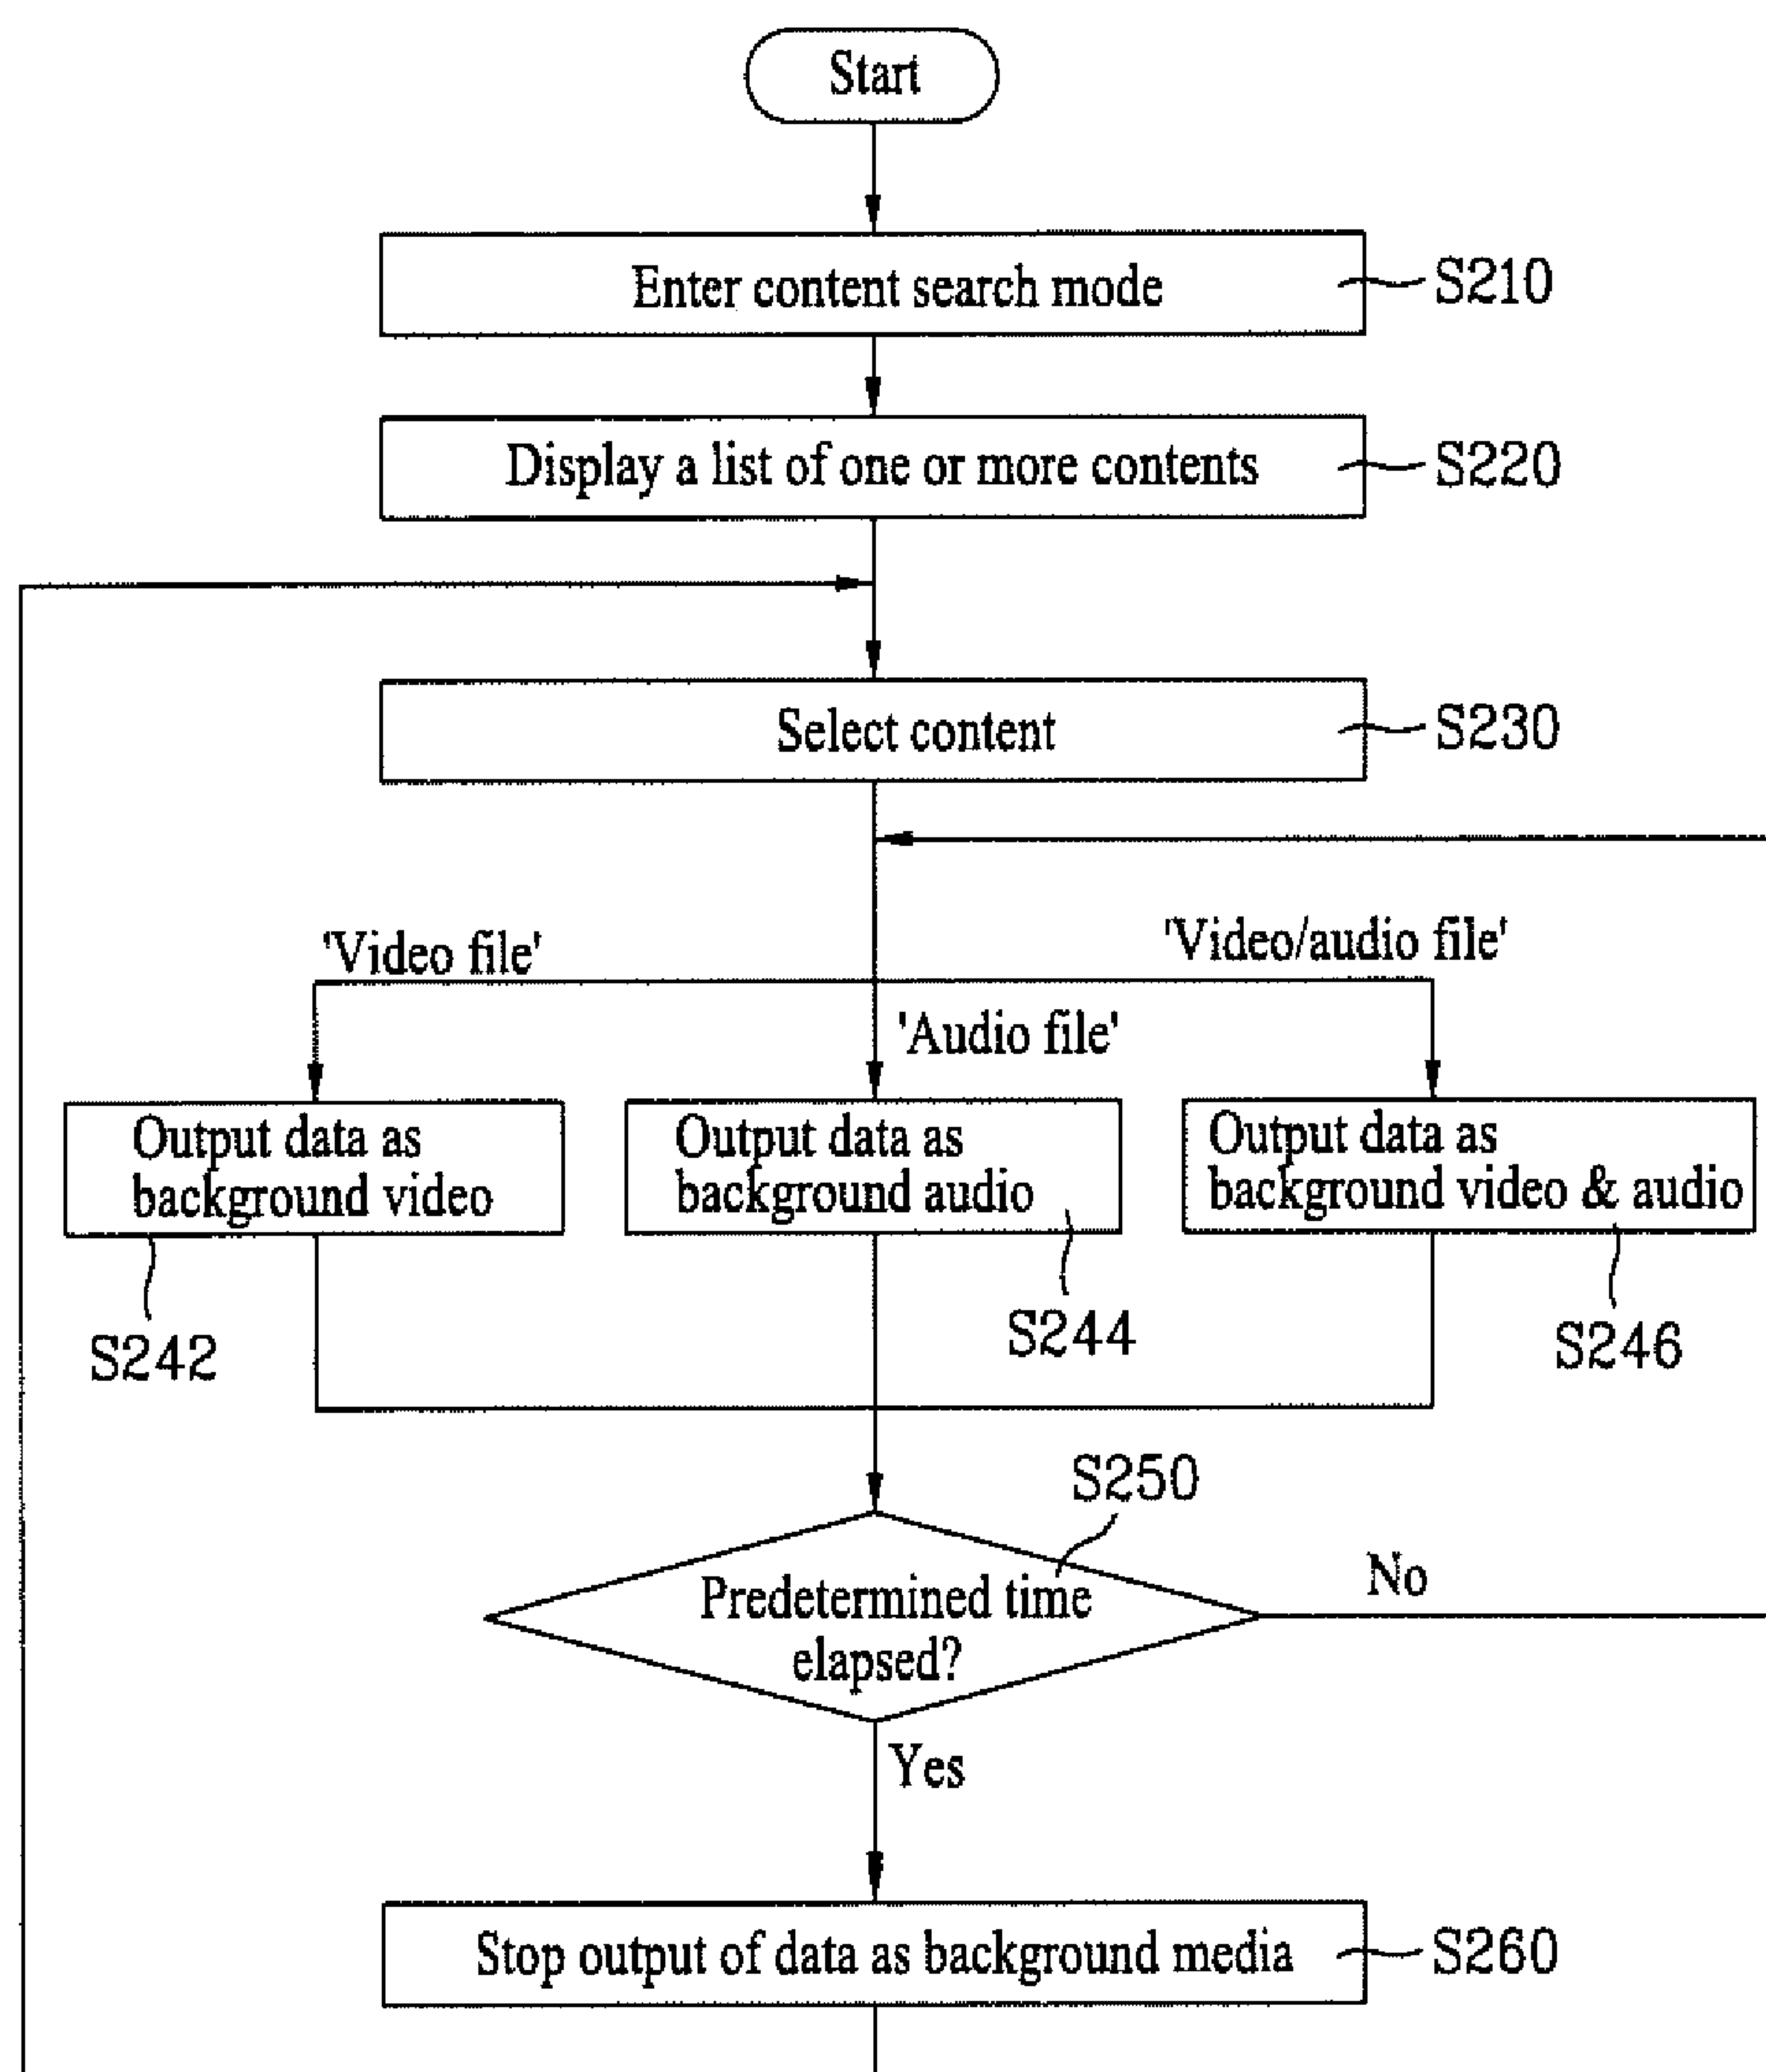 Start
Enter content search mode
S210
Display a list of one or more contents
S220
Select content
S230
'Video file'
'Video/audio file'
'Audio file'
Output data as
background video
Output data as
background audio
Output data as
background video & audio
S242
S244
S246
S250
Predetermined time
elapsed?
No
Yes
Stop output of data as background media
S260